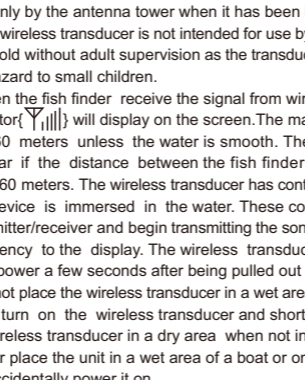 nly by the antenna tower when it has been
wireless transducer is not intended for use by
old without adult supervision as the transdu
azard to small children.
en the fish finder receive the signal from wir
tor{ } will display on the screen.The ma
60 meters unless the water is smooth. The
ar if the distance between the fish finder
60 meters. The wireless transducer has cont
evice is immersed in the water. These co
mitter/receiver and begin transmitting the son
ency to the display. The wireless transduc
power a few seconds after being pulled out
not place the wireless transducer in a wet are
turn on the wireless transducer and short
reless transducer in a dry area when not in
r place the unit in a wet area of a boat or on
ccidentally power it on